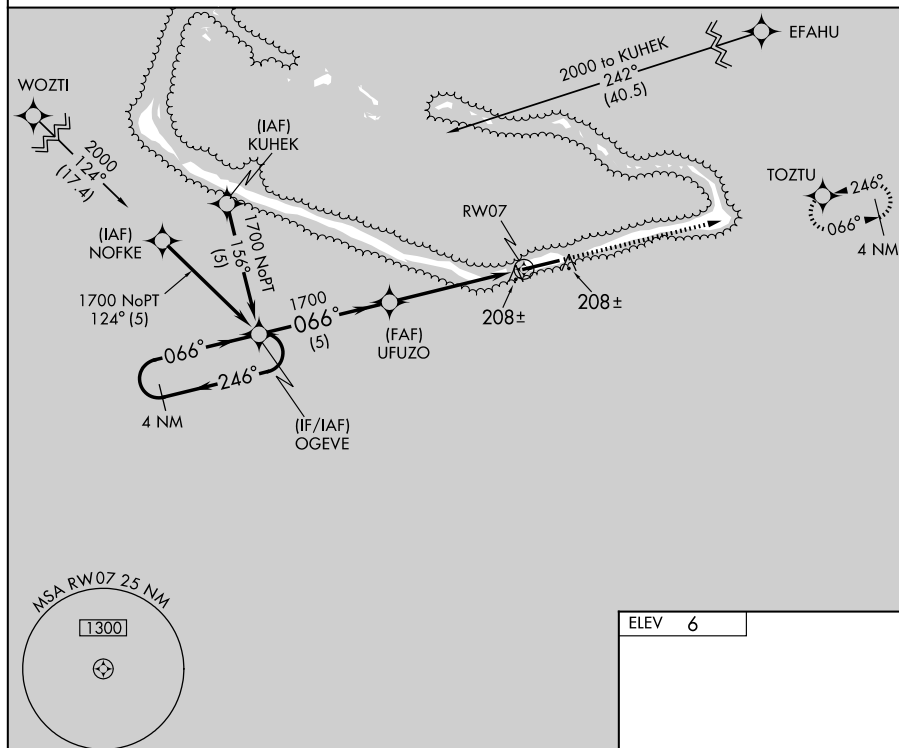 EFAHU
2000 to KUHEK
242°
(40.5)
WOZTI
2000
124°
(17.4)
(IAF)
KUHEK
TOZTU
246°
066°
4 NM
RW07
(IAF)
NOFKE
1700 NoPT
156°
(5)
1700 NoPT
124° (5)
1700
066°
(5)
208±
208±
(FAF)
UFUZO
066°
246°
4 NM
(IF/IAF)
OGEVE
MSA RW07 25 NM
1300
ELEV 6